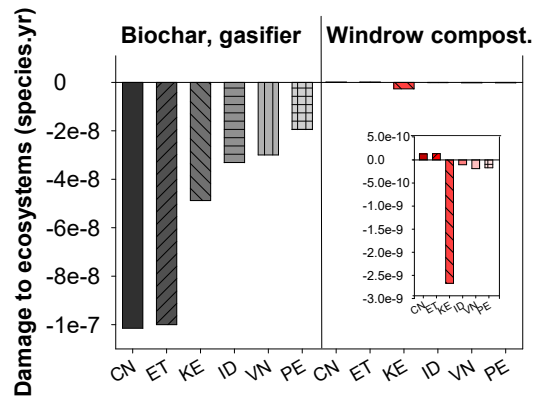 Damage to ecosystems (species.yr)
Biochar, gasifier
Windrow compost.
0
-2e-8
-4e-8
-6e-8
-8e-8
-1e-7
5.0e-10
0.0
-5.0e-10
-1.0e-9
-1.5e-9
-2.0e-9
-2.5e-9
-3.0e-9
CN ET KE ID VN PE
CN ET KE ID VN PE CN ET KE ID VN PE